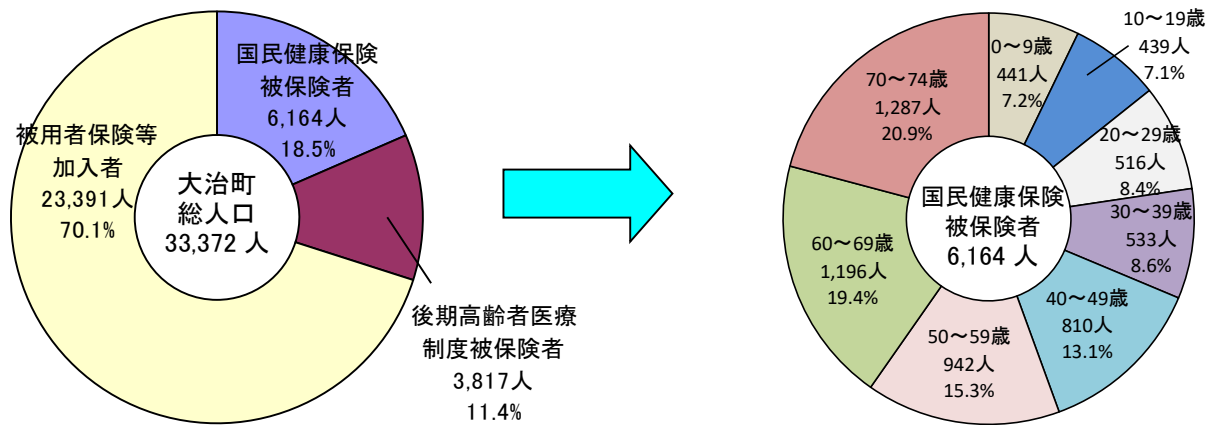 国民健康保険
被保険者
6,164人
18.5%
被用者保険等
加入者
23,391人
70.1%
大治町
総人口
33,372 人
後期高齢者医療
制度被保険者
3,817人
11.4%
0～9歳
441人
7.2%
10～19歳
439人
7.1%
20～29歳
516人
8.4%
30～39歳
533人
8.6%
40～49歳
810人
13.1%
50～59歳
942人
15.3%
60～69歳
1,196人
19.4%
70～74歳
1,287人
20.9%
国民健康保険
被保険者
6,164 人